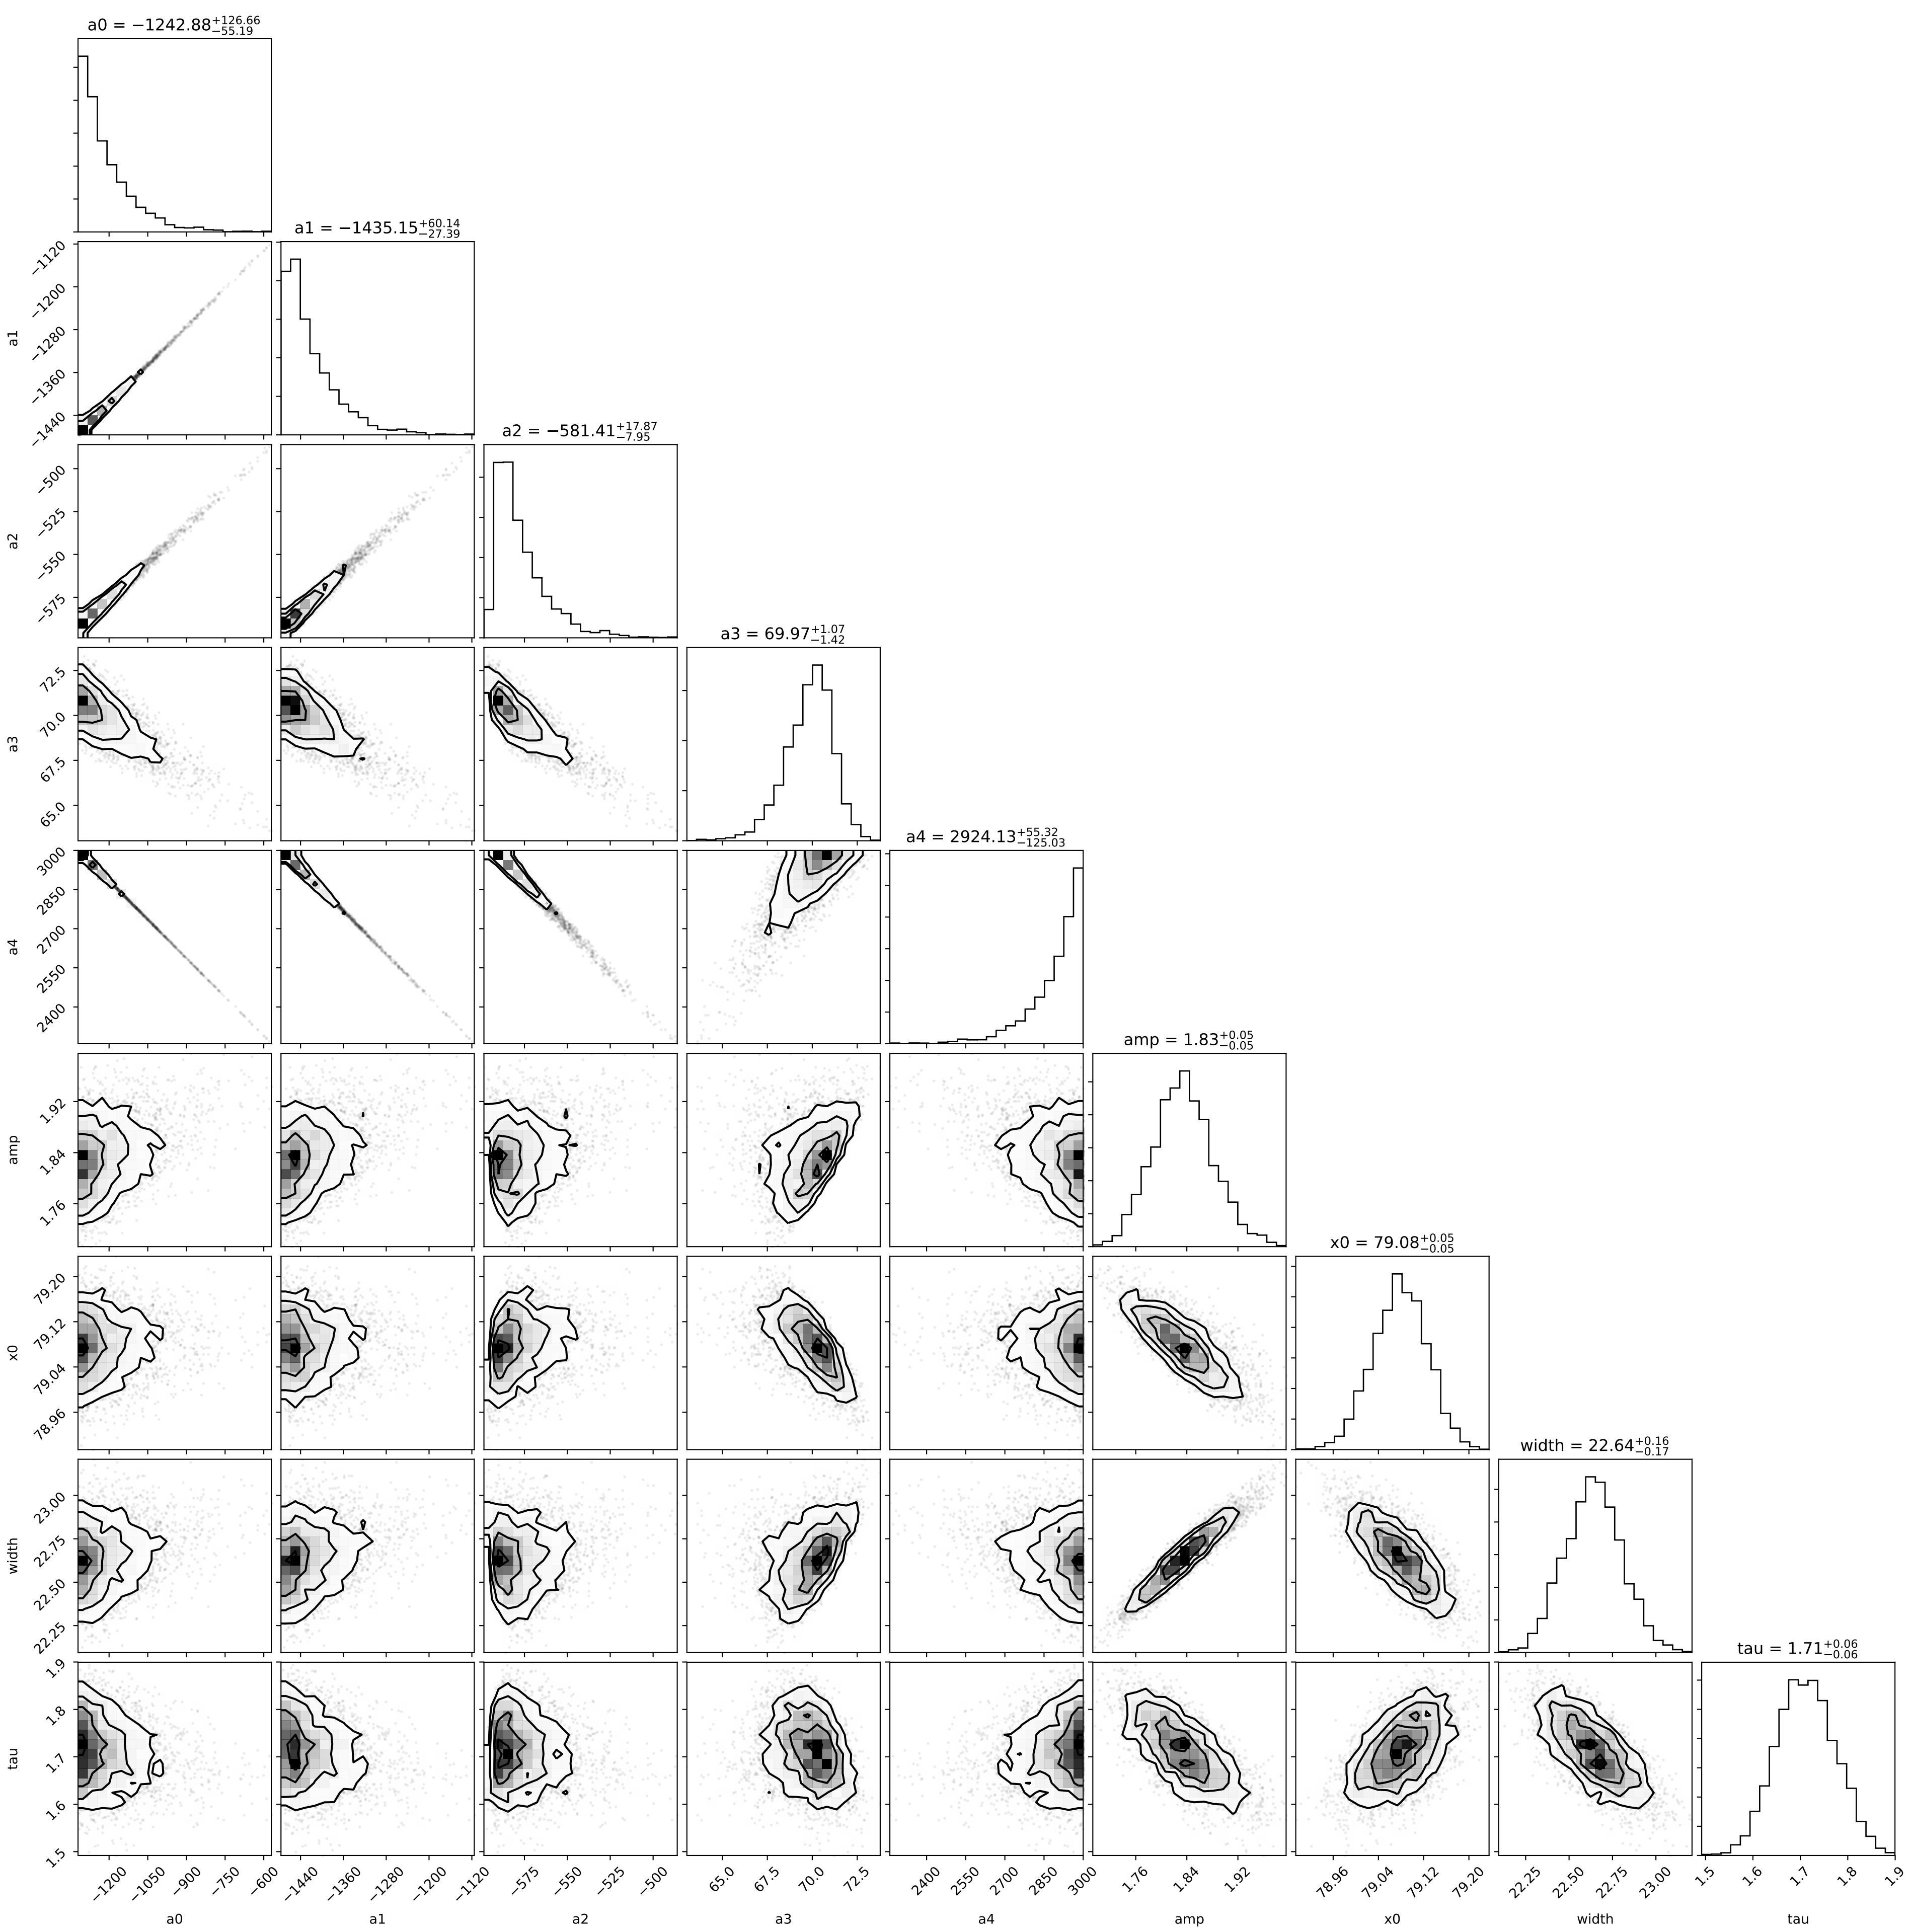 a0 = −1242.88+126.66−55.19
a1 = −1435.15+60.14−27.39
−1120
−1200
−1280
−1360
−1440
a1
a2 = −581.41+17.87−7.95
−500
−525
−550
−575
a2
a3 = 69.97+1.07−1.42
72.5
70.0
67.5
65.0
a3
a4 = 2924.13+55.32−125.03
3000
2850
2700
2550
2400
a4
amp = 1.83+0.05−0.05
1.92
1.84
1.76
amp
x0 = 79.08+0.05−0.05
79.20
79.12
79.04
78.96
x0
width = 22.64+0.16−0.17
23.00
22.75
22.50
22.25
width
tau = 1.71+0.06−0.06
1.9
1.8
1.7
1.6
1.5
tau
−1200 −1050 −900 −750 −600 −1440 −1360 −1280 −1200 −1120 −575 −550 −525 −500 65.0 67.5 70.0 72.5 2400 2550 2700 2850 3000 1.76 1.84 1.92 78.96 79.04 79.12 79.20 22.25 22.50 22.75 23.00 1.5 1.6 1.7 1.8 1.9
a0 a1 a2 a3 a4 amp x0 width tau